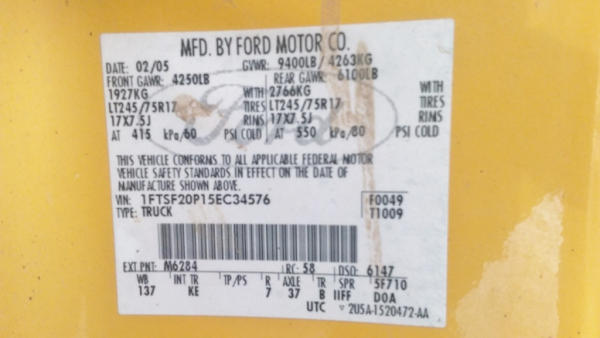 MFD. BY FORD MOTOR CO.
DATE: 02/05 GVWR: 9400LB/ 4263KG
FRONT GAWR: 4250LB REAR GAWR: 6100LB
1927KG WITH 2766KG WITH
LT245/75R17 TIRES LT245/75R17 TIRES
17X7.5J RIMS 17X7.5J RIMS
AT 415 kPa/60 PSI COLD AT 550 kPa/80 PSI COLD
Ford
THIS VEHICLE CONFORMS TO ALL APPLICABLE FEDERAL MOTOR
VEHICLE SAFETY STANDARDS IN EFFECT ON THE DATE OF
MANUFACTURE SHOWN ABOVE.
VIN: 1FTSF20P15EC34576 F0049
TYPE: TRUCK T1009
EXT PNT: M6284 RC: 58 DSO: 6147
WB INT TR TP/PS R AXLE TR SPR 5F710
137 KE 7 37 B IIFF DOA
UTC 2U5A-1520472-AA